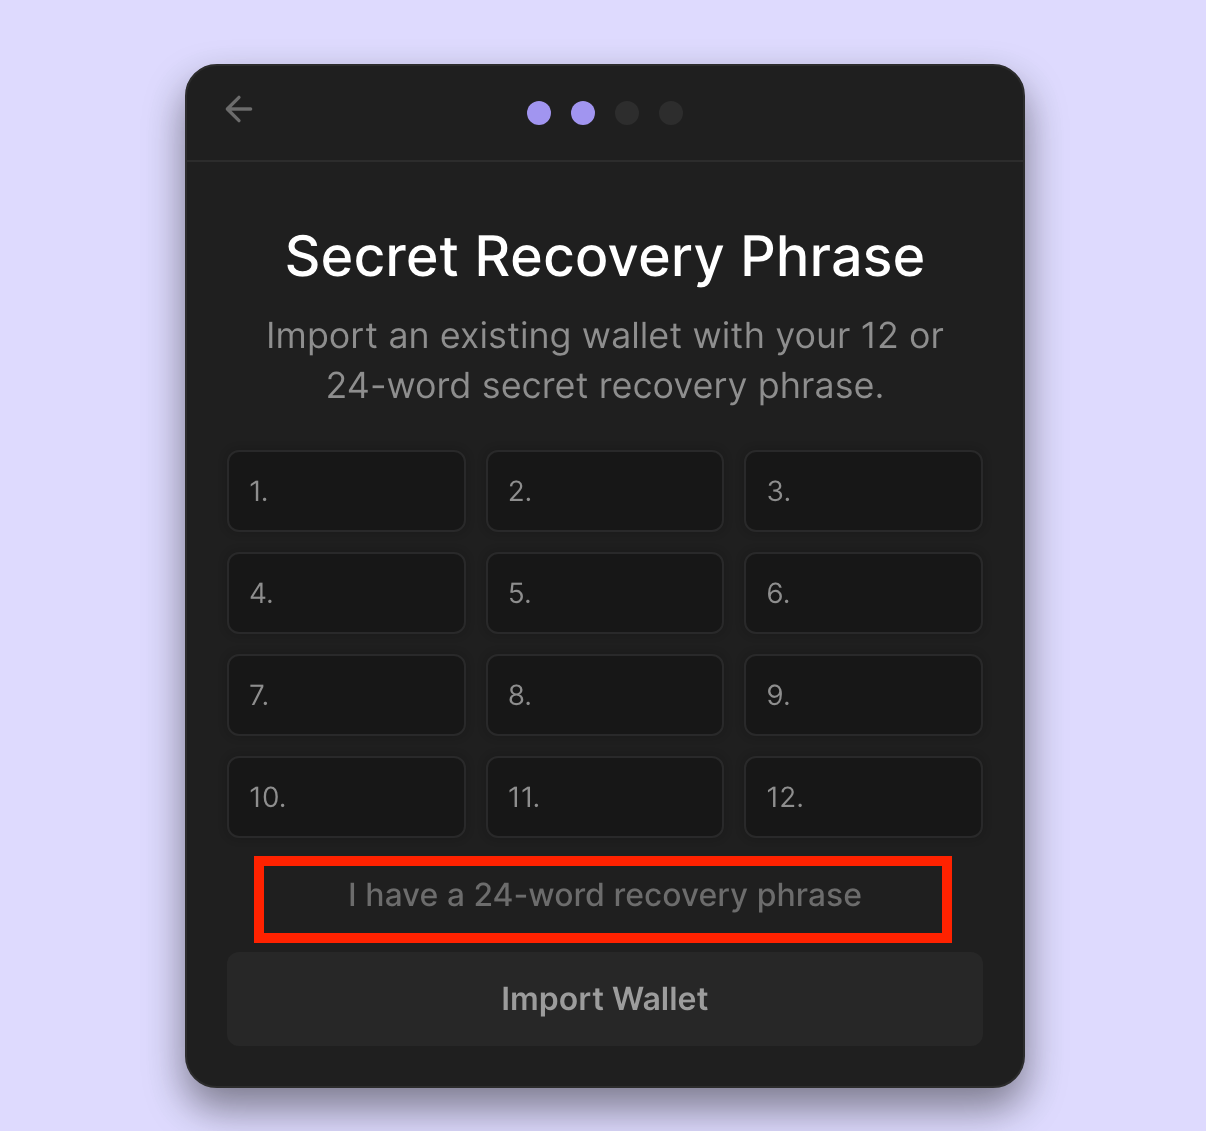 Secret Recovery Phrase
Import an existing wallet with your 12 or
24-word secret recovery phrase.
1. 2. 3.
4. 5. 6.
7. 8. 9.
10. 11. 12.
I have a 24-word recovery phrase
Import Wallet